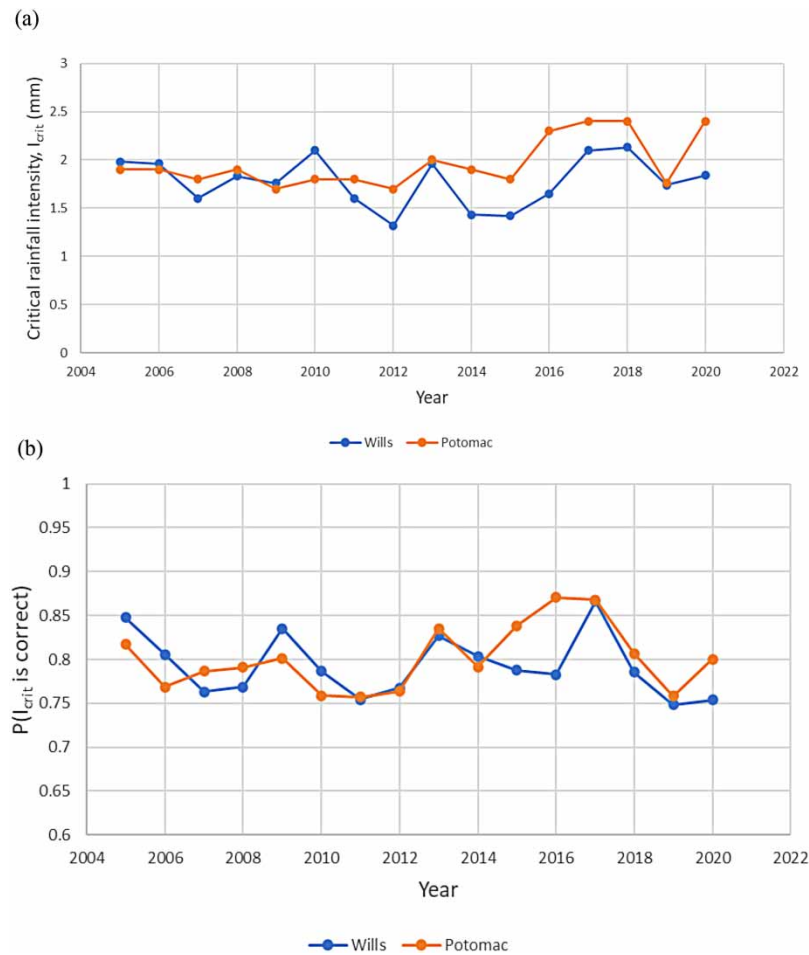 (a)
3
2.5
2
1.5
1
0.5
0
Critical rainfall intensity, Icrit (mm)
2004 2006 2008 2010 2012 2014 2016 2018 2020 2022
Year
Wills Potomac
(b)
1
0.95
0.9
0.85
0.8
0.75
0.7
0.65
0.6
P(Icrit is correct)
2004 2006 2008 2010 2012 2014 2016 2018 2020 2022
Year
Wills Potomac